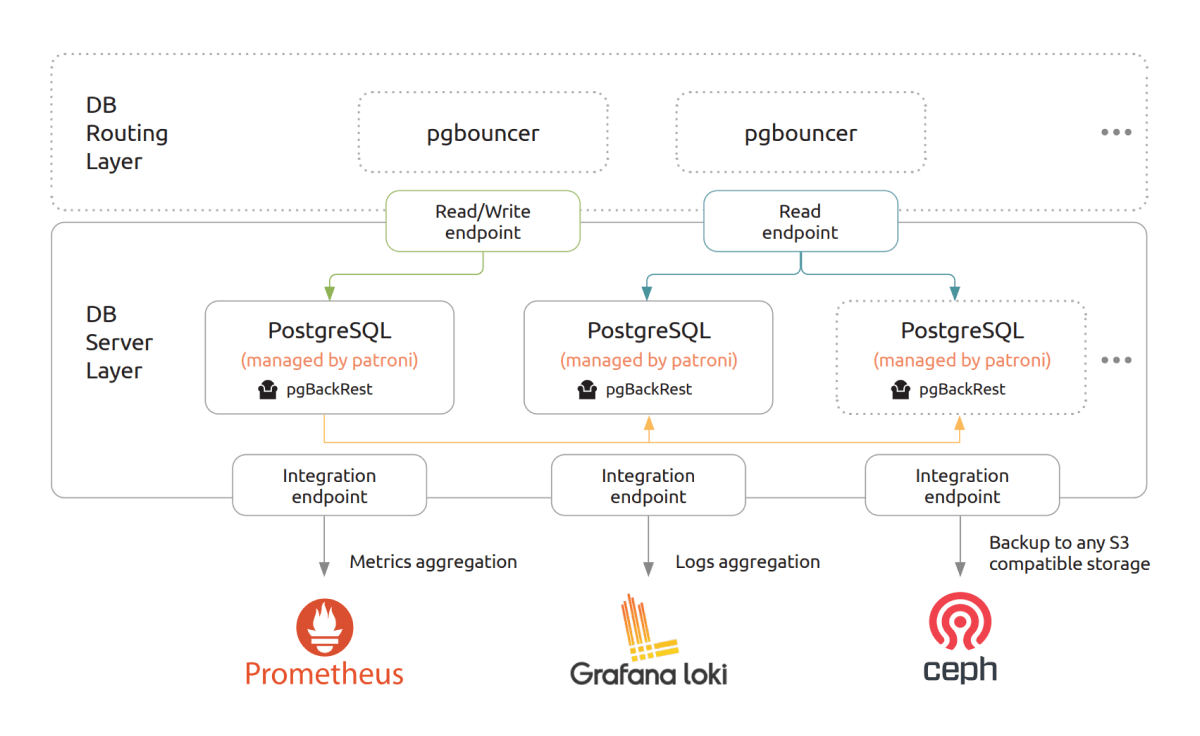 DB
Routing
Layer
pgbouncer
pgbouncer
Read/Write
endpoint
Read
endpoint
DB
Server
Layer
PostgreSQL
(managed by patroni)
pgBackRest
PostgreSQL
(managed by patroni)
pgBackRest
PostgreSQL
(managed by patroni)
pgBackRest
Integration
endpoint
Integration
endpoint
Integration
endpoint
Metrics aggregation
Logs aggregation
Backup to any S3
compatible storage
Prometheus
Grafana loki
ceph